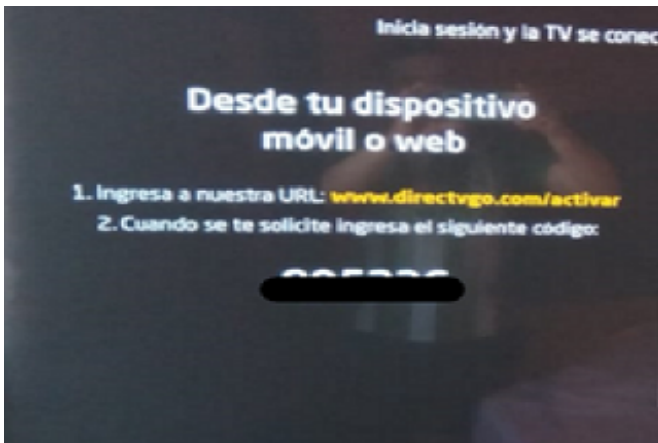 Inicia sesión y la TV se conec
Desde tu dispositivo
móvil o web
1. Ingresa a nuestra URL: www.directvgo.com/activar
2. Cuando se te solicite ingresa el siguiente código: